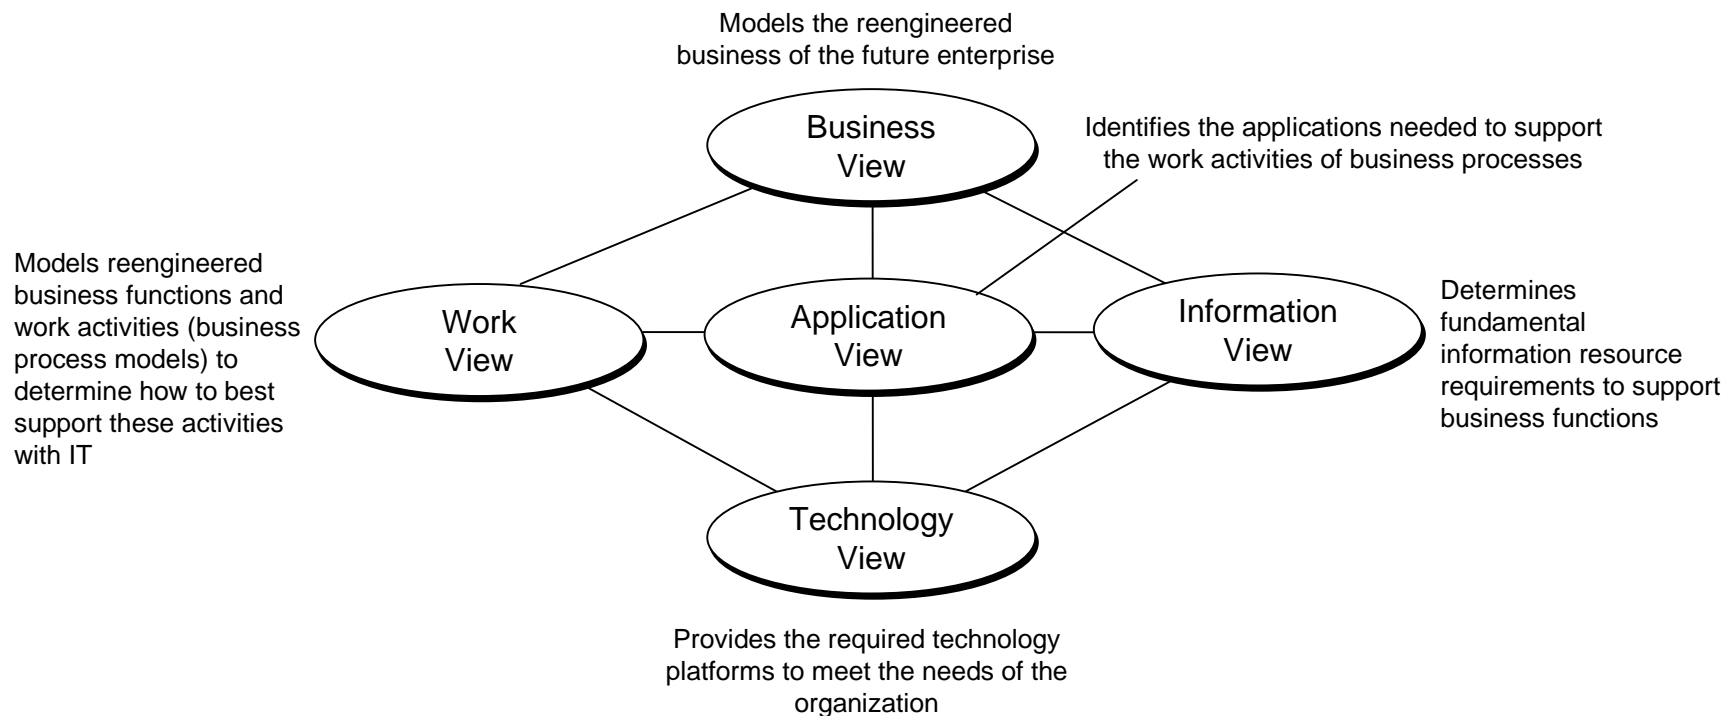 Models the reengineered
business of the future enterprise
Business
View
Identifies the applications needed to support
the work activities of business processes
Models reengineered
business functions and
work activities (business
process models) to
determine how to best
support these activities
with IT
Work
View
Application
View
Information
View
Determines
fundamental
information resource
requirements to support
business functions
Technology
View
Provides the required technology
platforms to meet the needs of the
organization